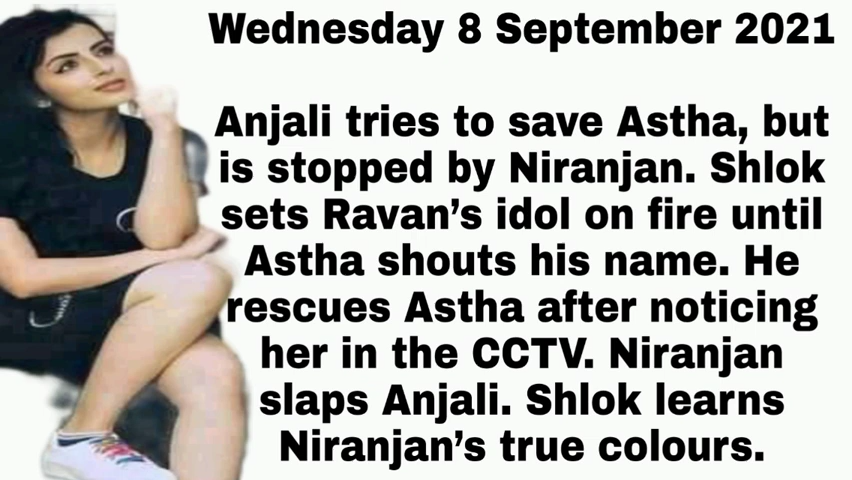 Wednesday 8 September 2021
Anjali tries to save Astha, but
is stopped by Niranjan. Shlok
sets Ravan’s idol on fire until
Astha shouts his name. He
rescues Astha after noticing
her in the CCTV. Niranjan
slaps Anjali. Shlok learns
Niranjan’s true colours.